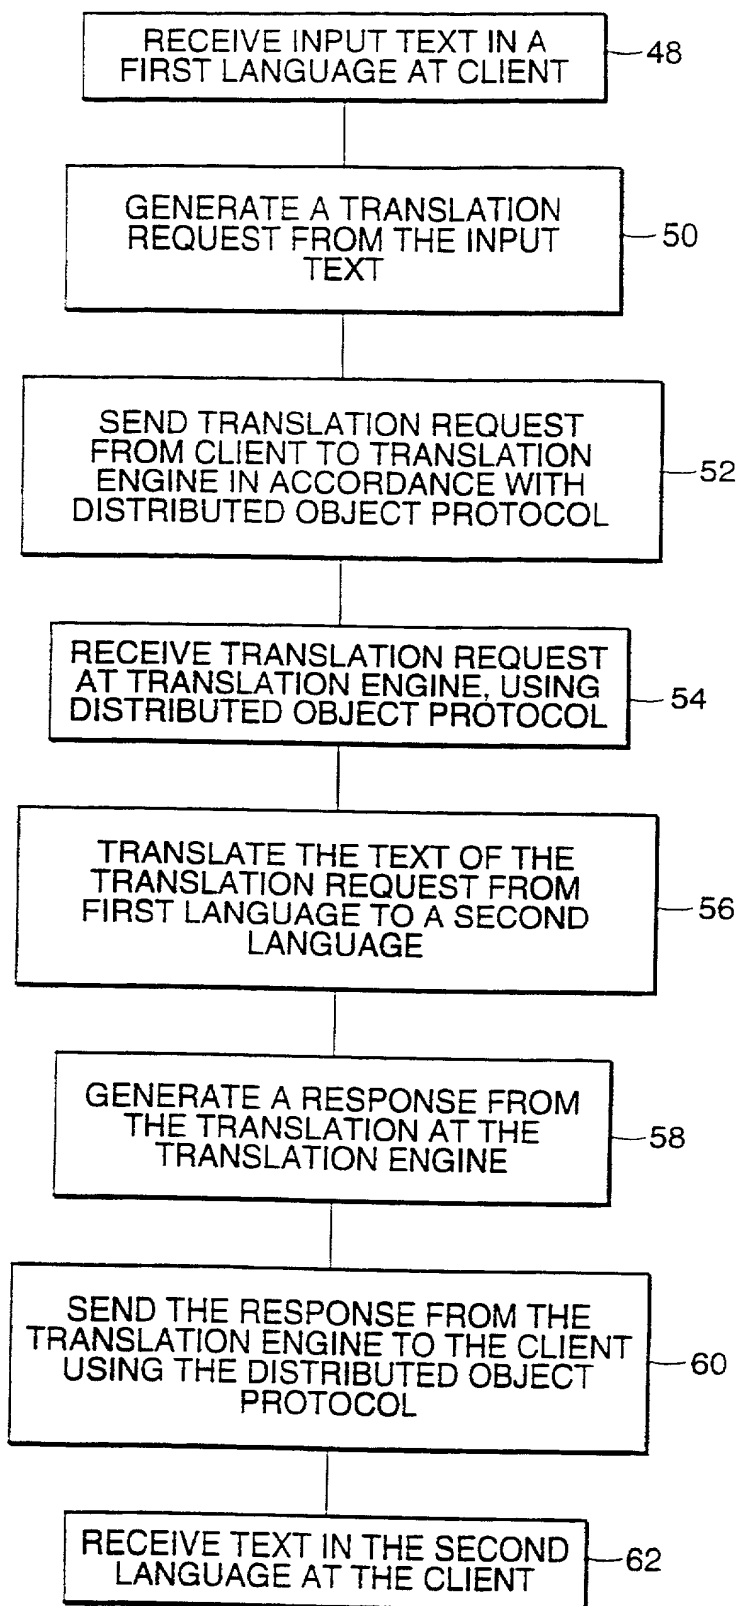 RECEIVE INPUT TEXT IN A
FIRST LANGUAGE AT CLIENT
48
GENERATE A TRANSLATION
REQUEST FROM THE INPUT
TEXT
50
SEND TRANSLATION REQUEST
FROM CLIENT TO TRANSLATION
ENGINE IN ACCORDANCE WITH
DISTRIBUTED OBJECT PROTOCOL
52
RECEIVE TRANSLATION REQUEST
AT TRANSLATION ENGINE, USING
DISTRIBUTED OBJECT PROTOCOL
54
TRANSLATE THE TEXT OF THE
TRANSLATION REQUEST FROM
FIRST LANGUAGE TO A SECOND
LANGUAGE
56
GENERATE A RESPONSE FROM
THE TRANSLATION AT THE
TRANSLATION ENGINE
58
SEND THE RESPONSE FROM THE
TRANSLATION ENGINE TO THE CLIENT
USING THE DISTRIBUTED OBJECT
PROTOCOL
60
RECEIVE TEXT IN THE SECOND
LANGUAGE AT THE CLIENT
62